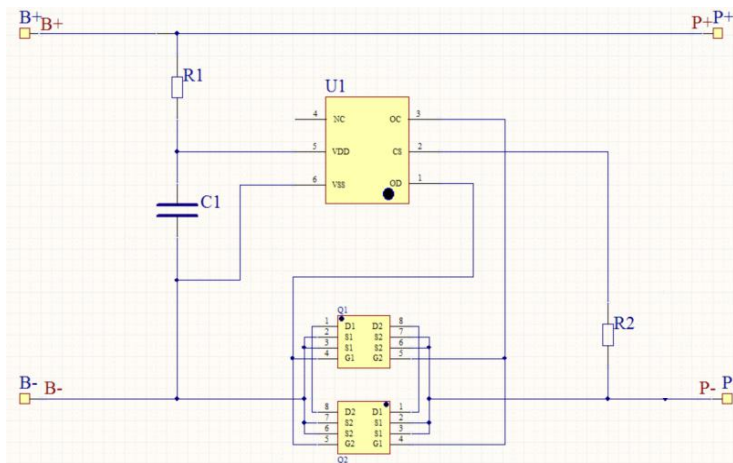 B+ P+
B+ P+
R1
U1
4 NC OC 3
5 VDD CS 2
6 VSS OD 1
C1
Q1
1 D1 D2 8
2 S1 S2 7
3 S1 S2 6
4 G1 G2 5
R2
B- B- P- P
8 D2 D1 1
7 S2 S1 2
6 S2 S1 3
5 G2 G1 4
Q2